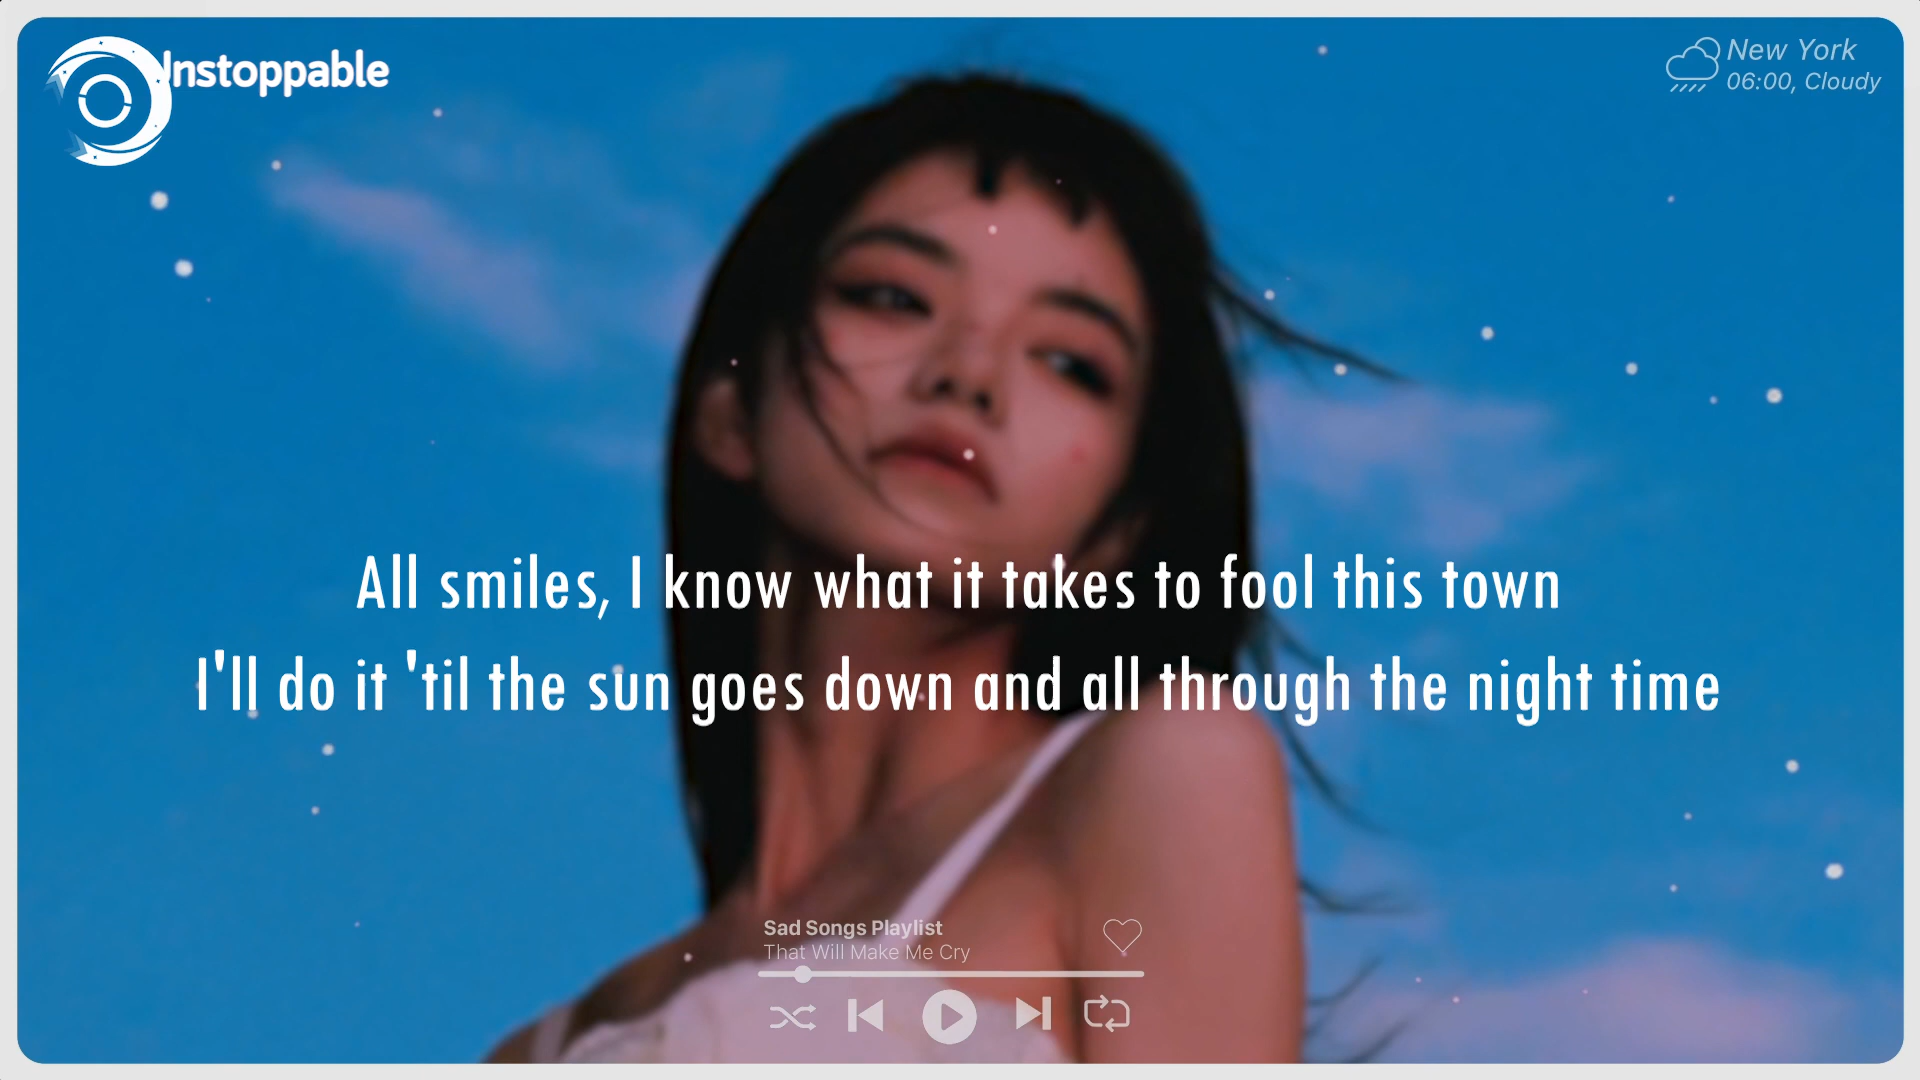 Unstoppable
New York
06:00, Cloudy
All smiles, I know what it takes to fool this town
I'll do it 'til the sun goes down and all through the night time
Sad Songs Playlist
That Will Make Me Cry